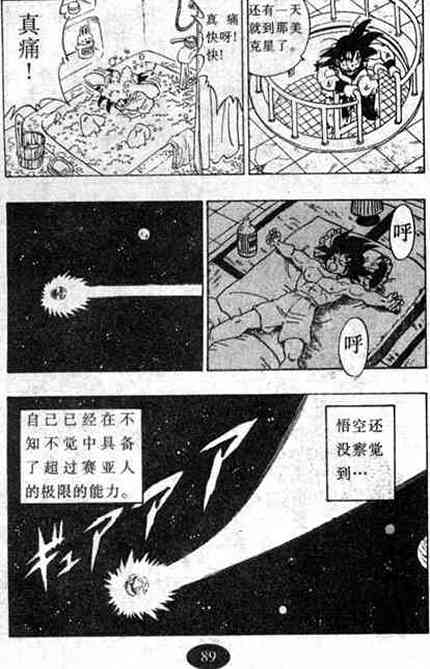 还有一天
就到那美
克星了。
真痛
快呀!
快!
真痛!
呼
呼
悟空还
没察觉
到…
自己已经在不
知不觉中具备
了超过赛亚人
的极限的能力。
ギュアアア
89